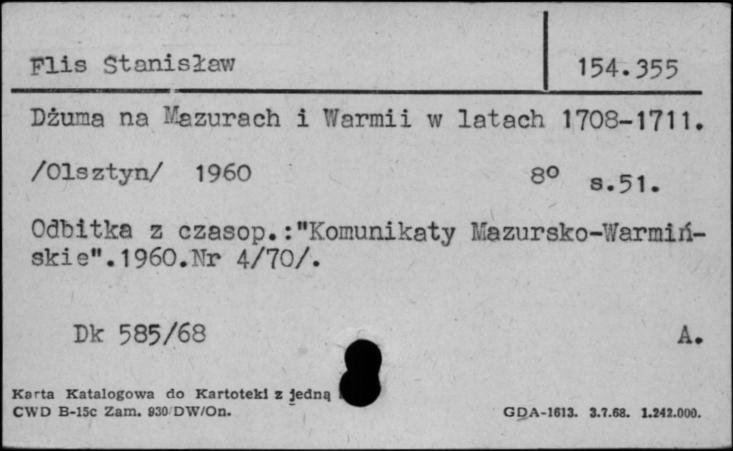 Flis Stanisław 154.355
Dżuma na Mazurach i Warmii w latach 1708-1711.
/Olsztyn/ 1960 8° s.51.
Odbitka z czasop.:"Komunikaty Mazursko-Warmiń-
skie".1960.Nr 4/70/.
Dk 585/68 A.
Karta Katalogowa do Kartoteki z jedną
CWD B-15c Zam. 930/DW/On. GDA-1613. 3.7.68. 1.242.000.